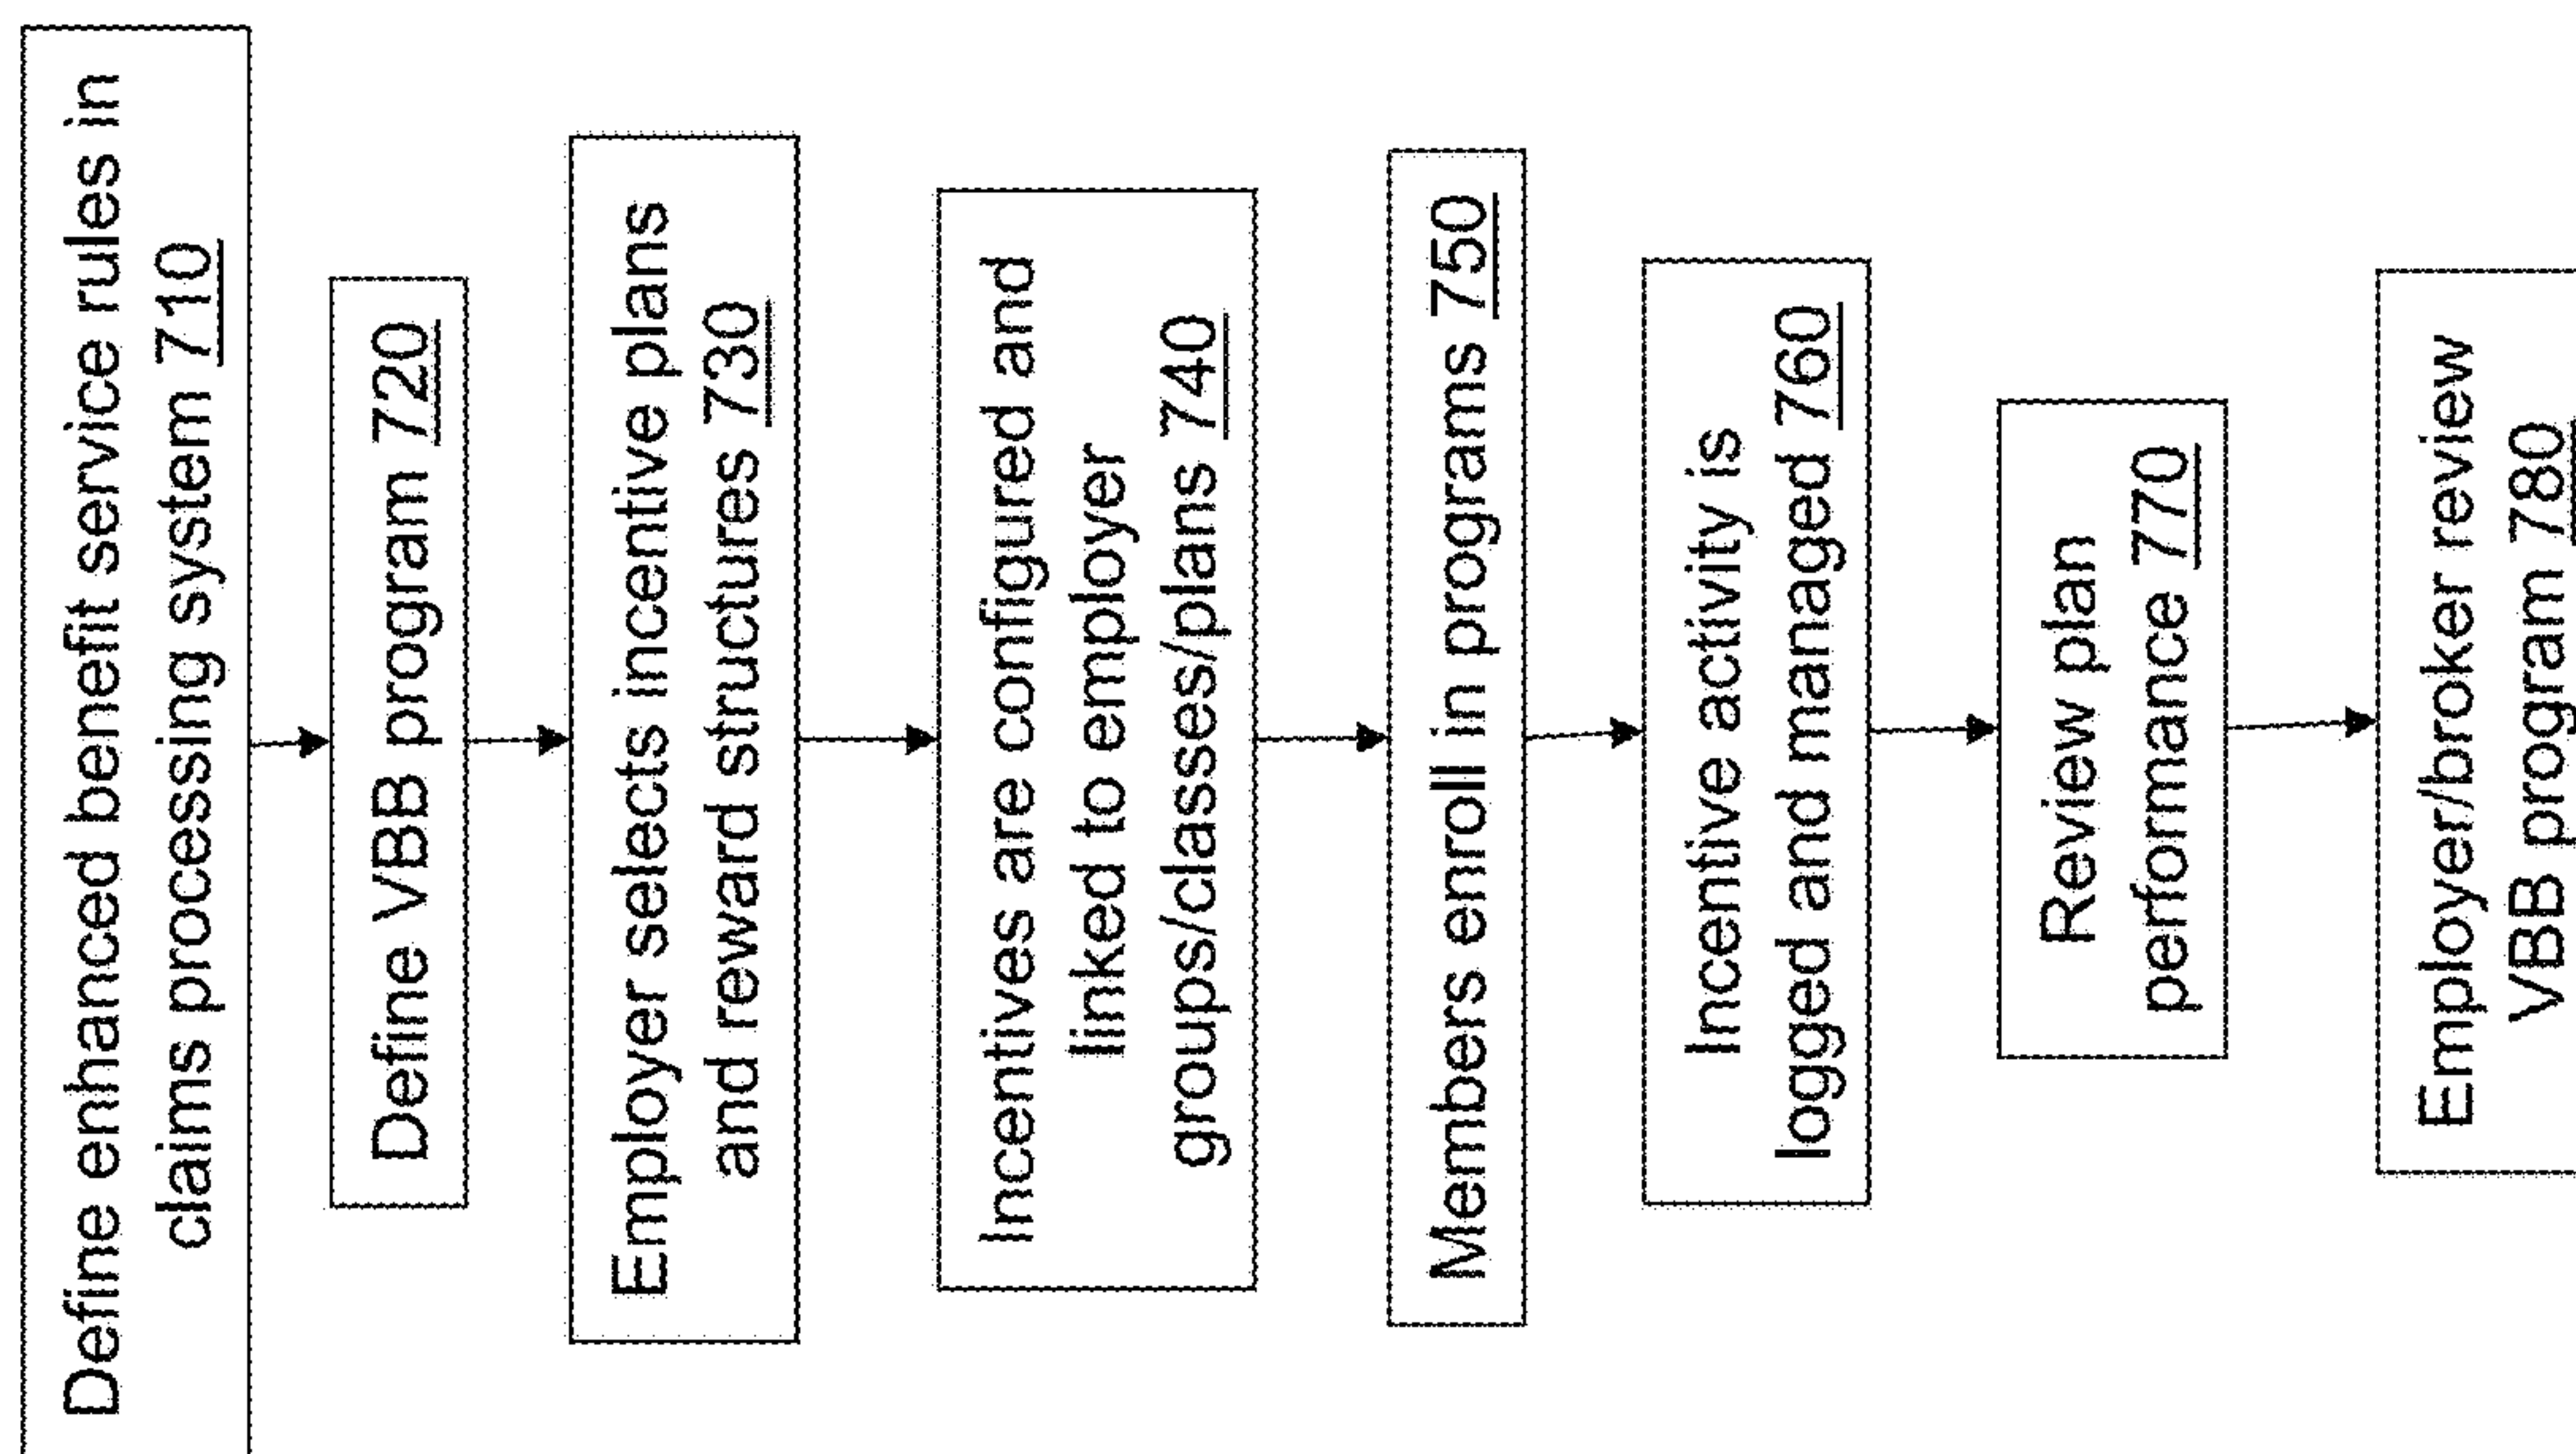 Define enhanced benefit service rules in
claims processing system 710
Define VBB program 720
Employer selects incentive plans
and reward structures 730
Incentives are configured and
linked to employer
groups/classes/plans 740
Members enroll in programs 750
Incentive activity is
logged and managed 760
Review plan
performance 770
Employer/broker review
VBB program 780